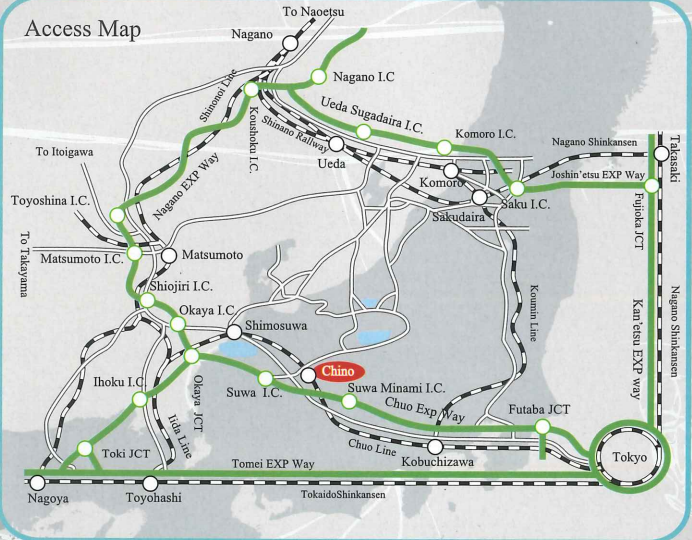 Access Map
To Naoetsu
Nagano
Nagano I.C
Shinonoi Line
Koushoku I.C.
Ueda Sugadaira I.C.
Shinano Railway
Ueda
Komoro I.C.
Nagano Shinkansen
Takasaki
To Itoigawa
Nagano EXP Way
Komoro
Joshin'etsu EXP Way
Toyoshina I.C.
Sakudaira
Saku I.C.
Fujioka JCT
To Takayama
Matsumoto I.C.
Matsumoto
Shiojiri I.C.
Koumin Line
Kan'etsu EXP way
Nagano Shinkansen
Okaya I.C.
Shimosuwa
Chino
Ihoku I.C.
Okaya JCT
Suwa I.C.
Suwa Minami I.C.
Chuo Exp Way
Futaba JCT
Iida Line
Toki JCT
Chuo Line
Kobuchizawa
Tokyo
Tomei EXP Way
Nagoya
Toyohashi
TokaidoShinkansen